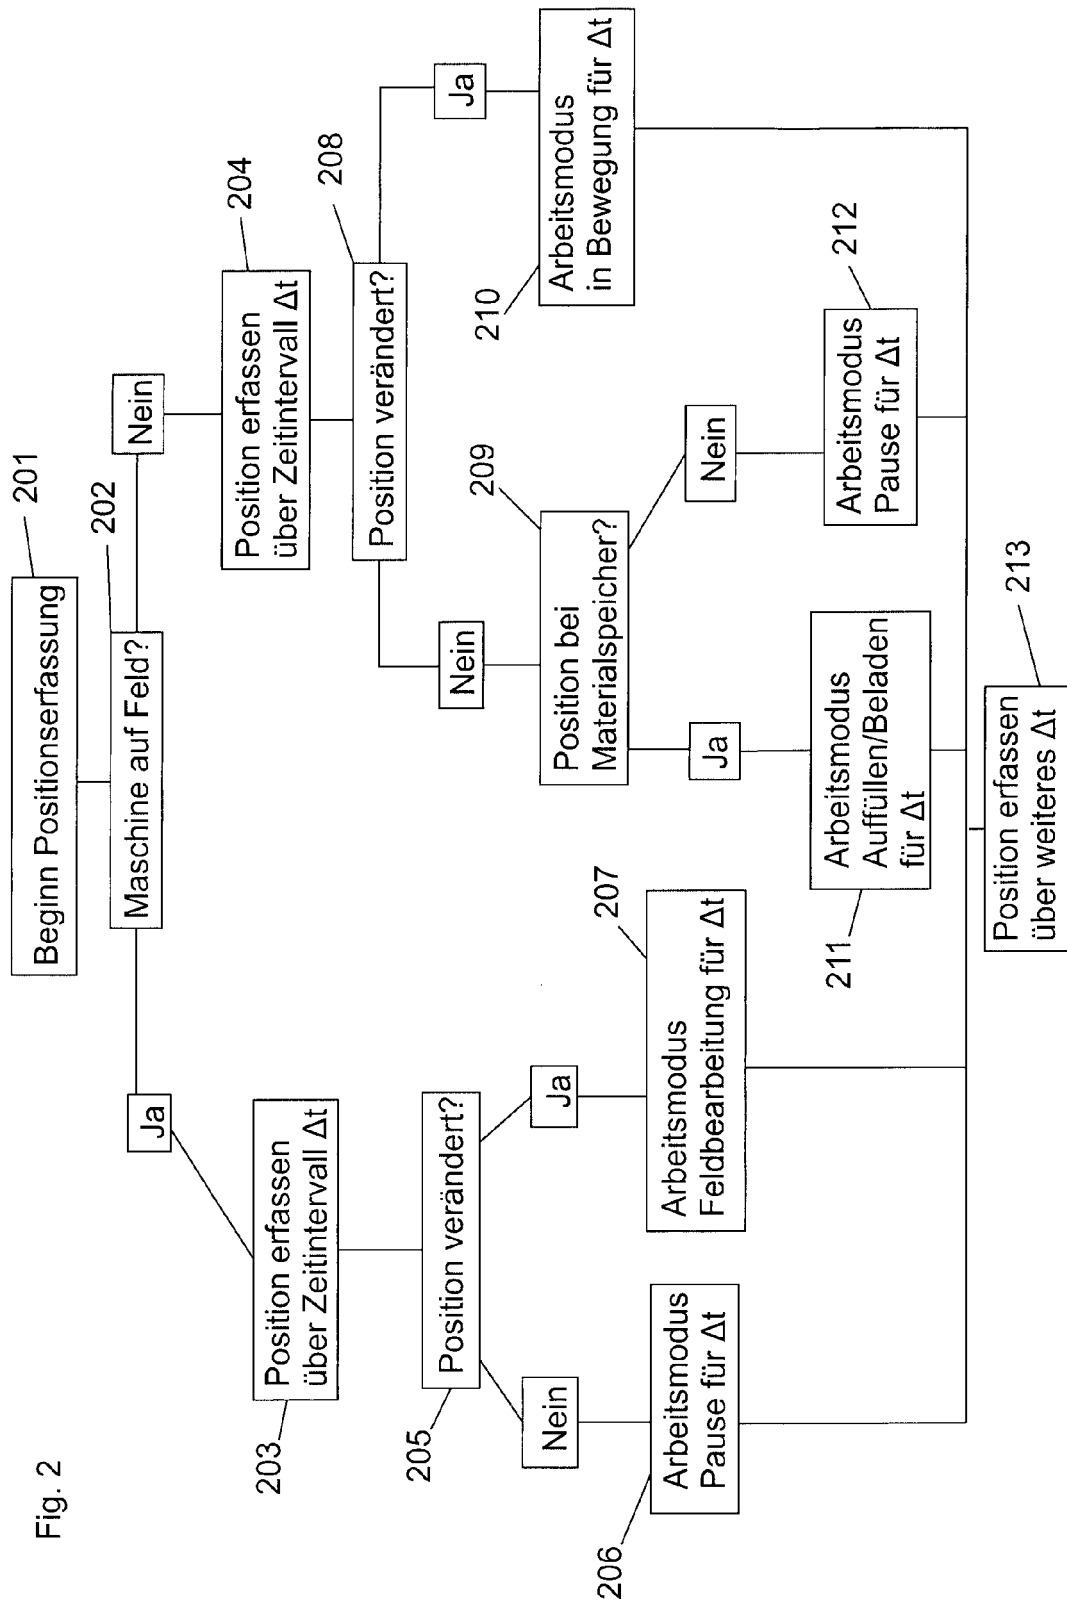 Fig. 2
Beginn Positionserfassung
201
Maschine auf Feld?
202
Ja
Nein
Position erfassen
über Zeitintervall Δt
203
Position erfassen
über Zeitintervall Δt
204
Position verändert?
205
Position verändert?
208
Nein
Ja
Nein
Ja
Arbeitsmodus
Pause für Δt
206
Arbeitsmodus
Feldbearbeitung für Δt
207
Position bei
Materialspeicher?
209
Arbeitsmodus
in Bewegung für Δt
210
Ja
Nein
Arbeitsmodus
Auffüllen/Beladen
für Δt
211
Arbeitsmodus
Pause für Δt
212
Position erfassen
über weiteres Δt
213